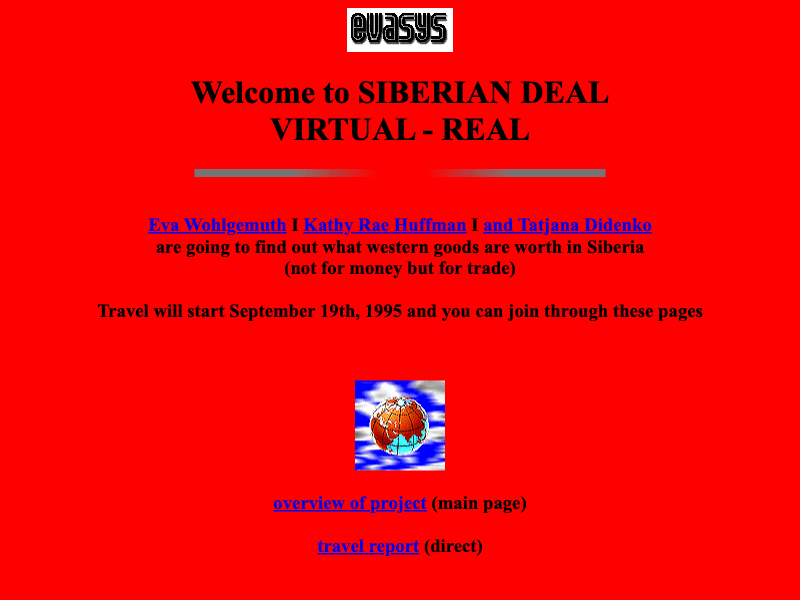 evasys
Welcome to SIBERIAN DEAL
VIRTUAL - REAL
Eva Wohlgemuth I Kathy Rae Huffman I and Tatjana Didenko
are going to find out what western goods are worth in Siberia
(not for money but for trade)
Travel will start September 19th, 1995 and you can join through these pages
overview of project (main page)
travel report (direct)